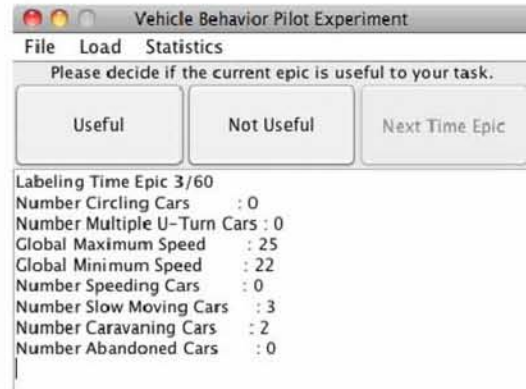 Vehicle Behavior Pilot Experiment
File Load Statistics
Please decide if the current epic is useful to your task.
Useful Not Useful Next Time Epic
Labeling Time Epic 3/60
Number Circling Cars : 0
Number Multiple U-Turn Cars : 0
Global Maximum Speed : 25
Global Minimum Speed : 22
Number Speeding Cars : 0
Number Slow Moving Cars : 3
Number Caravaning Cars : 2
Number Abandoned Cars : 0